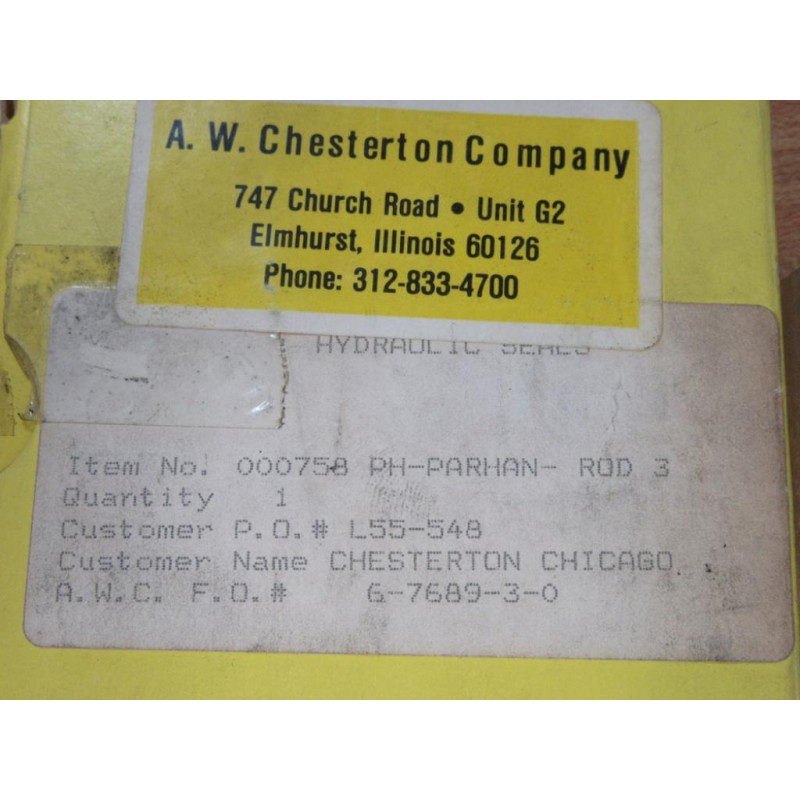 A. W. Chesterton Company
747 Church Road • Unit G2
Elmhurst, Illinois 60126
Phone: 312-833-4700
HYDRAULIC SEALS
Item No. 000758 PH-PARHAN- ROD 3
Quantity 1
Customer P.O.# L55-548
Customer Name CHESTERTON CHICAGO
A.W.C. F.O.# 6-7689-3-0